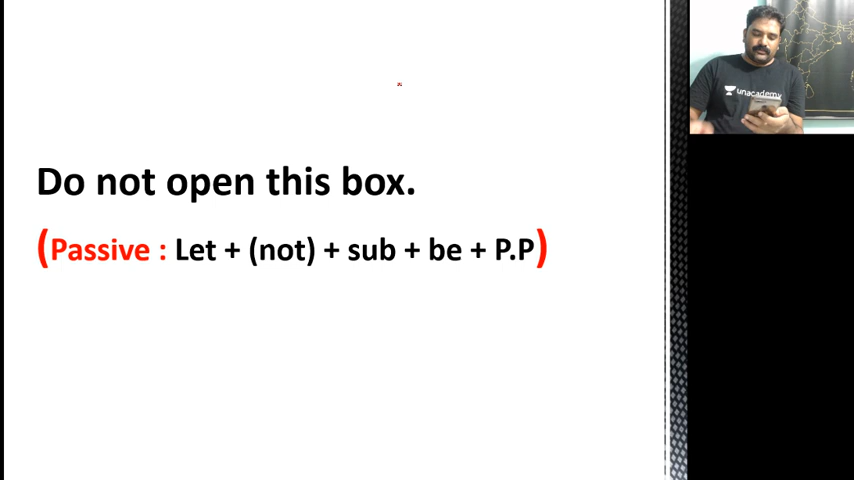 Do not open this box.
(Passive : Let + (not) + sub + be + P.P)
unacademy